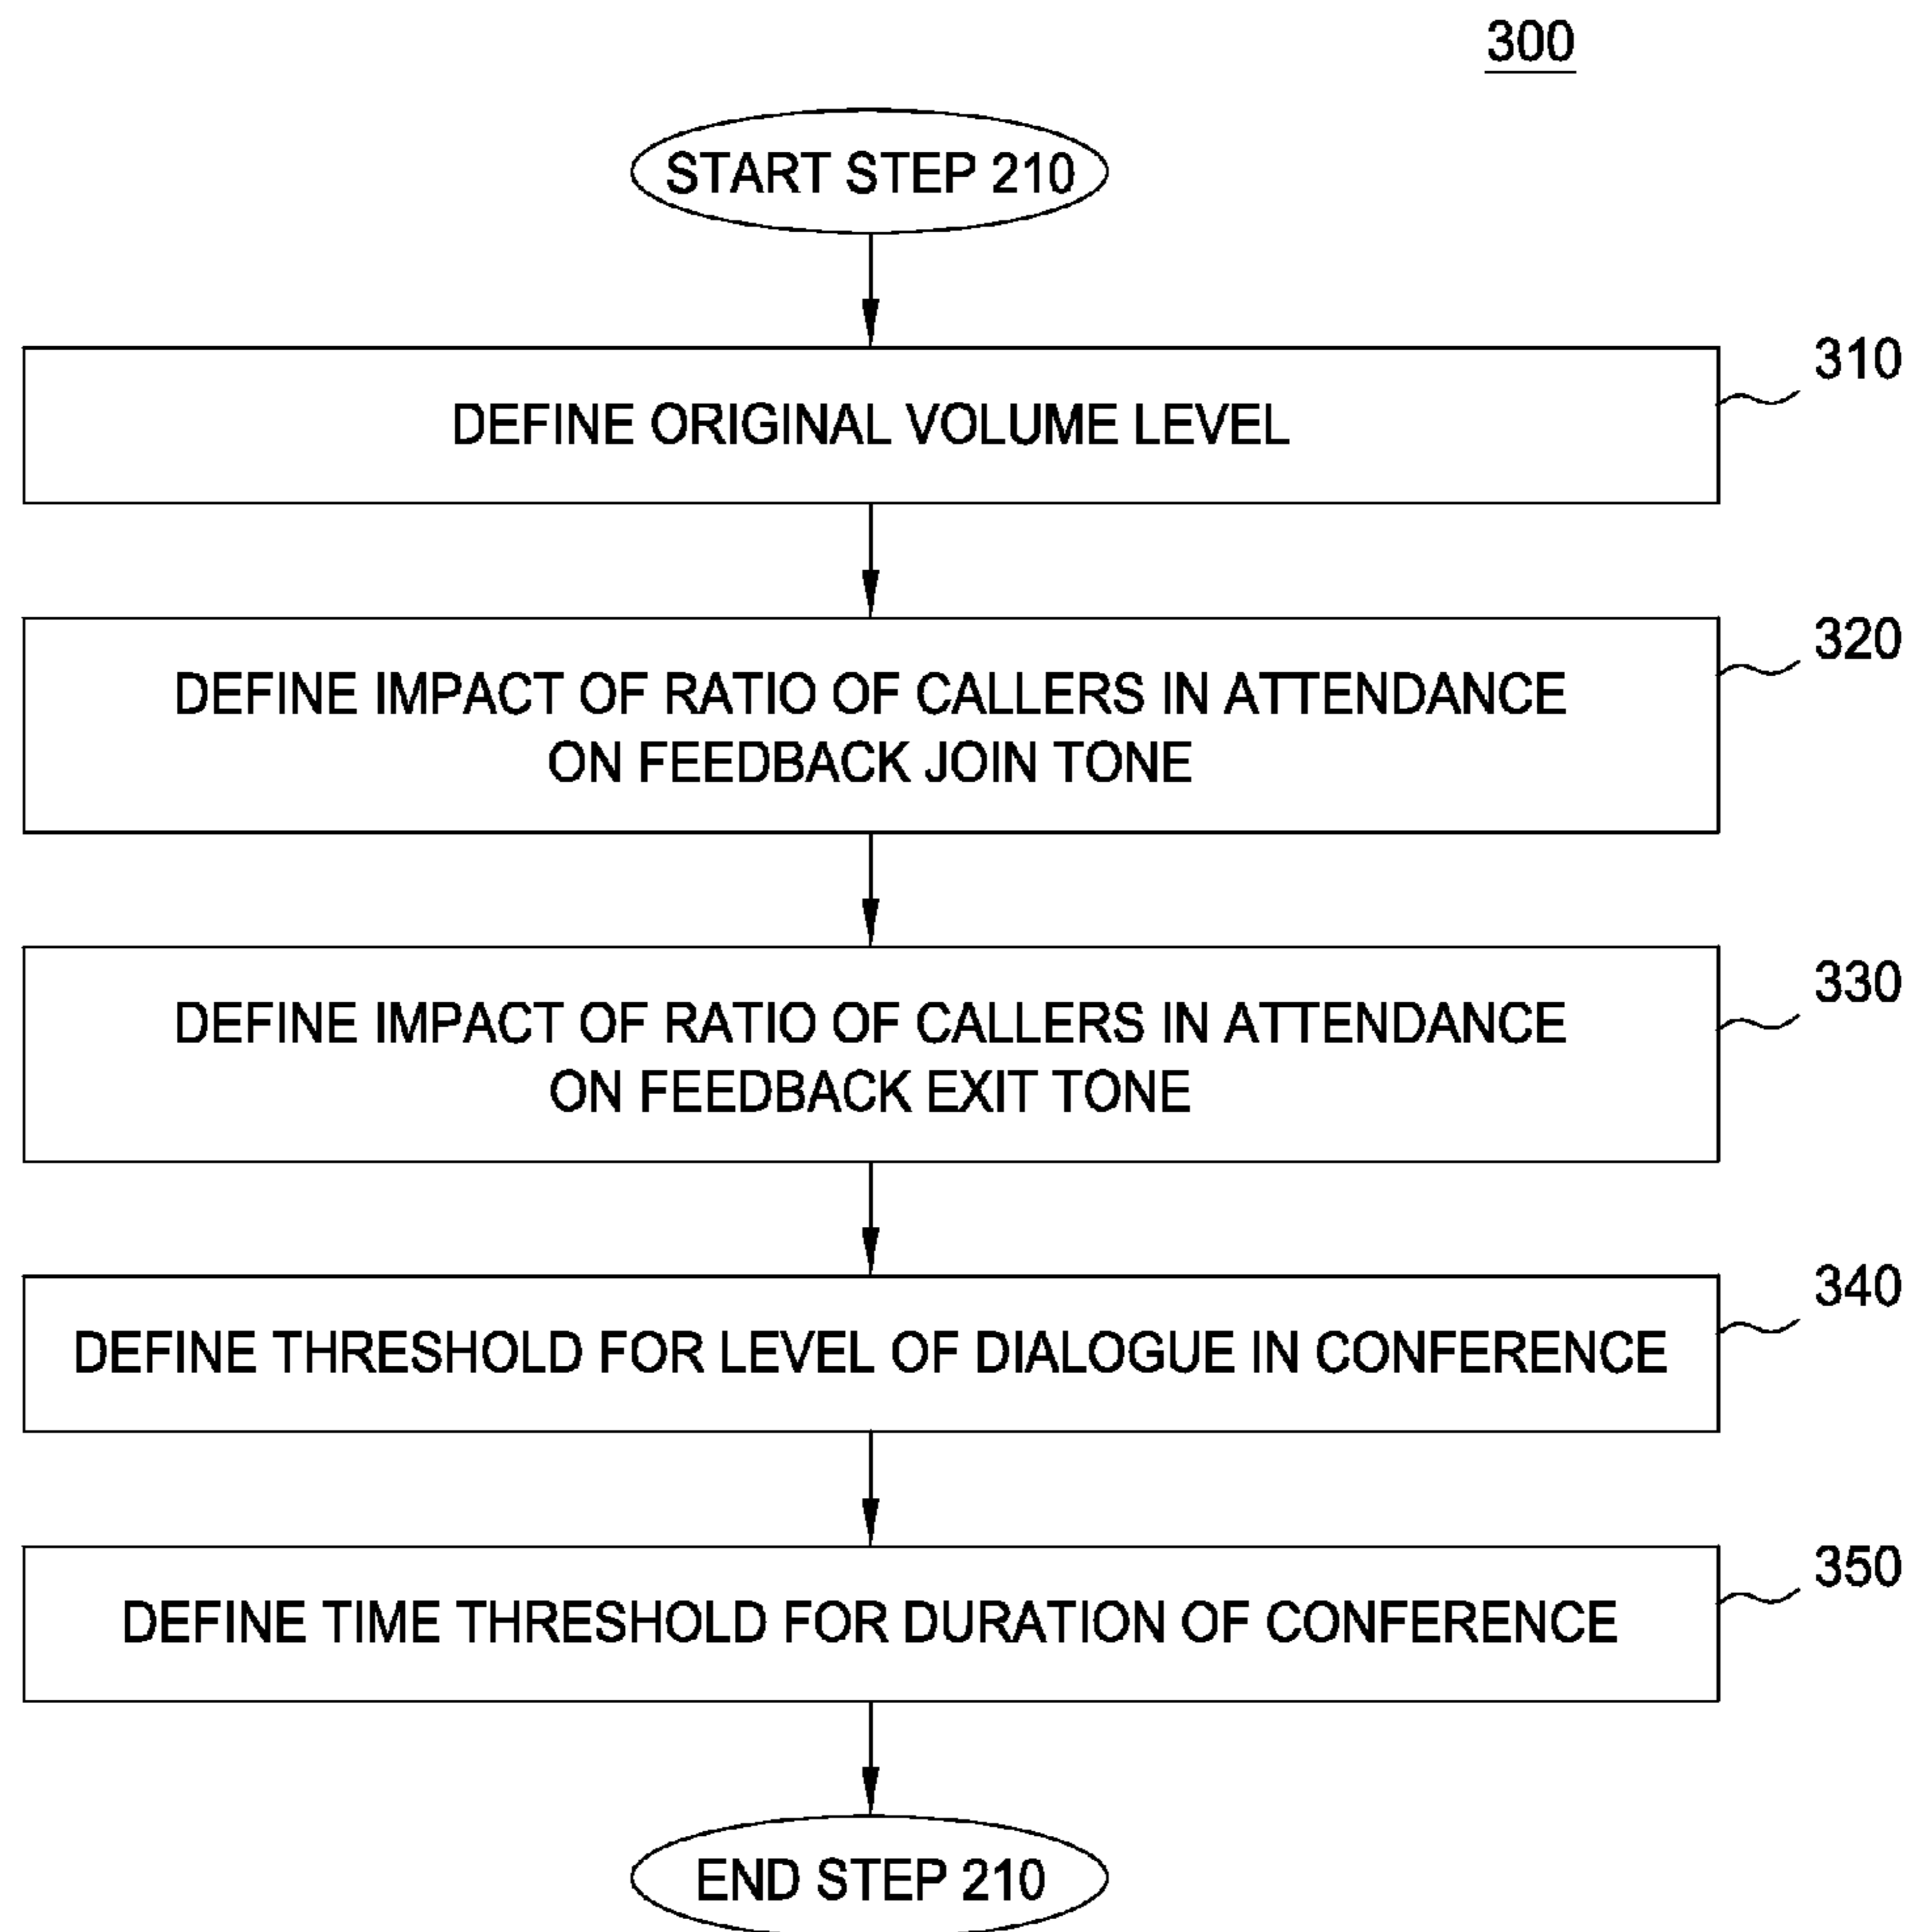 300
START STEP 210
310
DEFINE ORIGINAL VOLUME LEVEL
320
DEFINE IMPACT OF RATIO OF CALLERS IN ATTENDANCE
ON FEEDBACK JOIN TONE
330
DEFINE IMPACT OF RATIO OF CALLERS IN ATTENDANCE
ON FEEDBACK EXIT TONE
340
DEFINE THRESHOLD FOR LEVEL OF DIALOGUE IN CONFERENCE
350
DEFINE TIME THRESHOLD FOR DURATION OF CONFERENCE
END STEP 210